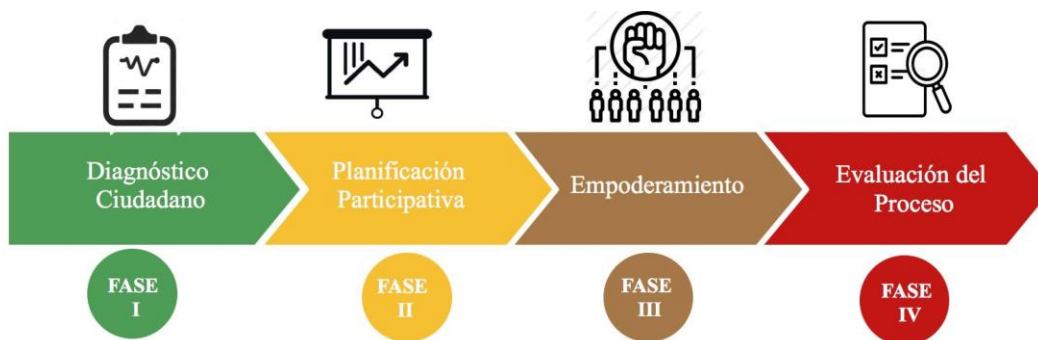 Diagnóstico
Ciudadano
Planificación
Participativa
Empoderamiento
Evaluación del
Proceso
FASE
I
FASE
II
FASE
III
FASE
IV